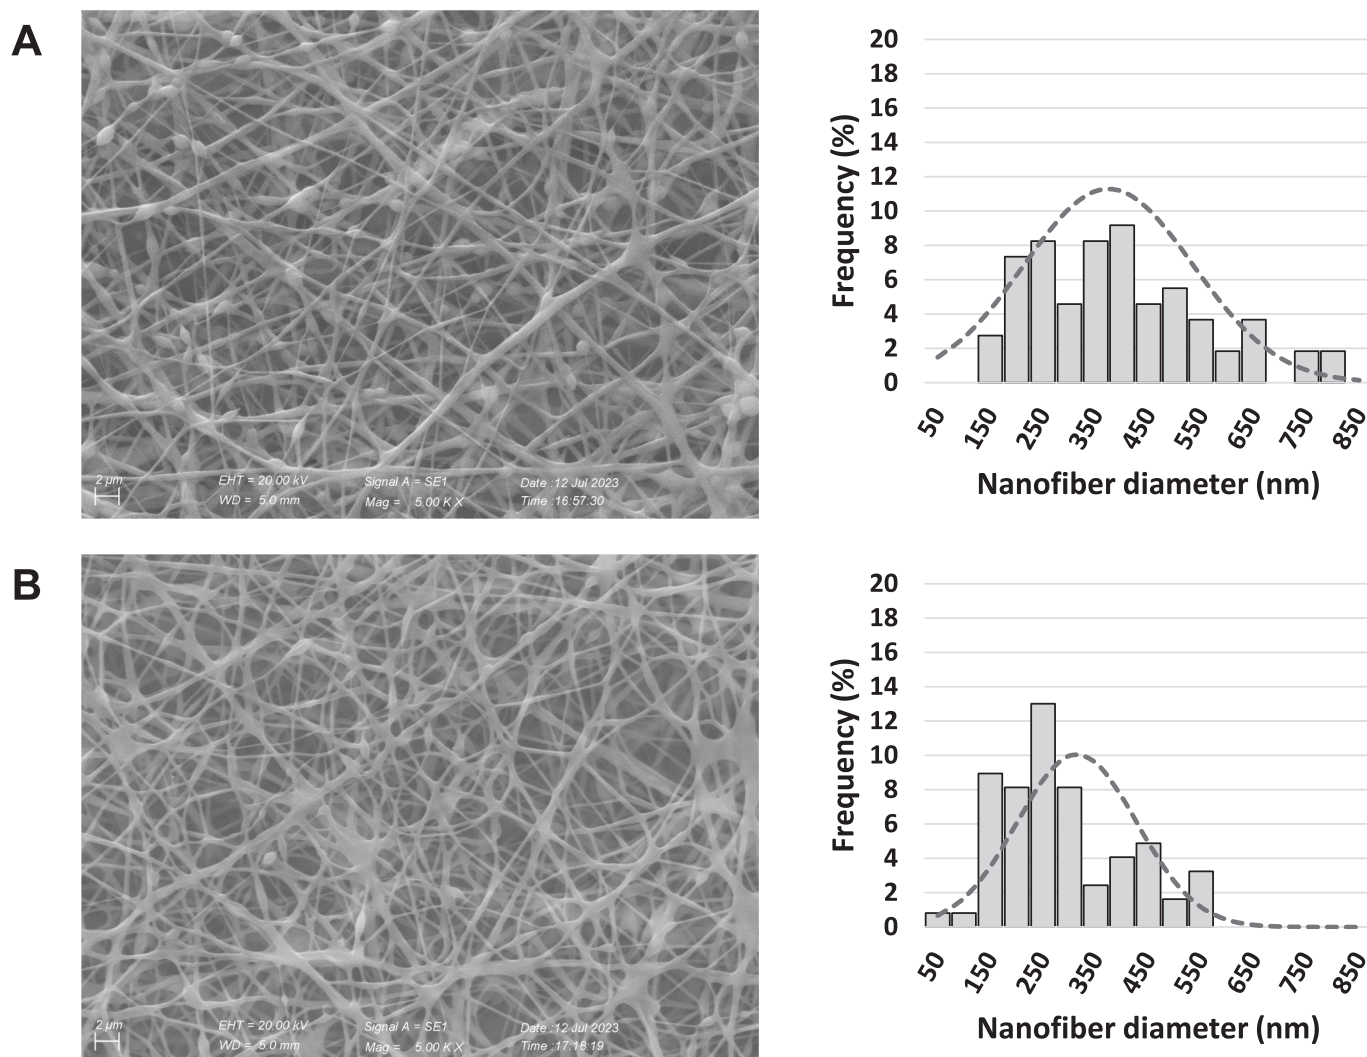 A
2 µm
EHT = 20.00 kV
Signal A = SE1
Date :12 Jul 2023
WD = 5.0 mm
Mag = 5.00 K X
Time :16:57:30
Frequency (%)
20
18
16
14
12
10
8
6
4
2
0
50 150 250 350 450 550 650 750 850
Nanofiber diameter (nm)
B
2 µm
EHT = 20.00 kV
Signal A = SE1
Date :12 Jul 2023
WD = 5.0 mm
Mag = 5.00 K X
Time :17:18:19
Frequency (%)
20
18
16
14
12
10
8
6
4
2
0
50 150 250 350 450 550 650 750 850
Nanofiber diameter (nm)